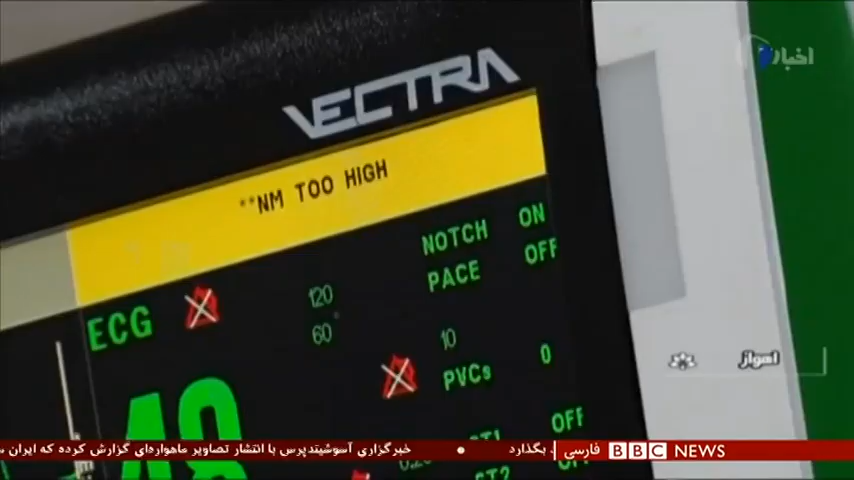 VECTRA
اخبار
**NM TOO HIGH
NOTCH ON
PACE OFF
ECG
120
60
10
PVCs 0
OFF
ST2
اهواز
خبرگزاری آسوشیتدپرس با انتشار تصاویر ماهواره‌ای گزارش کرده که ایران
بگذارد.
BBC NEWS فارسی